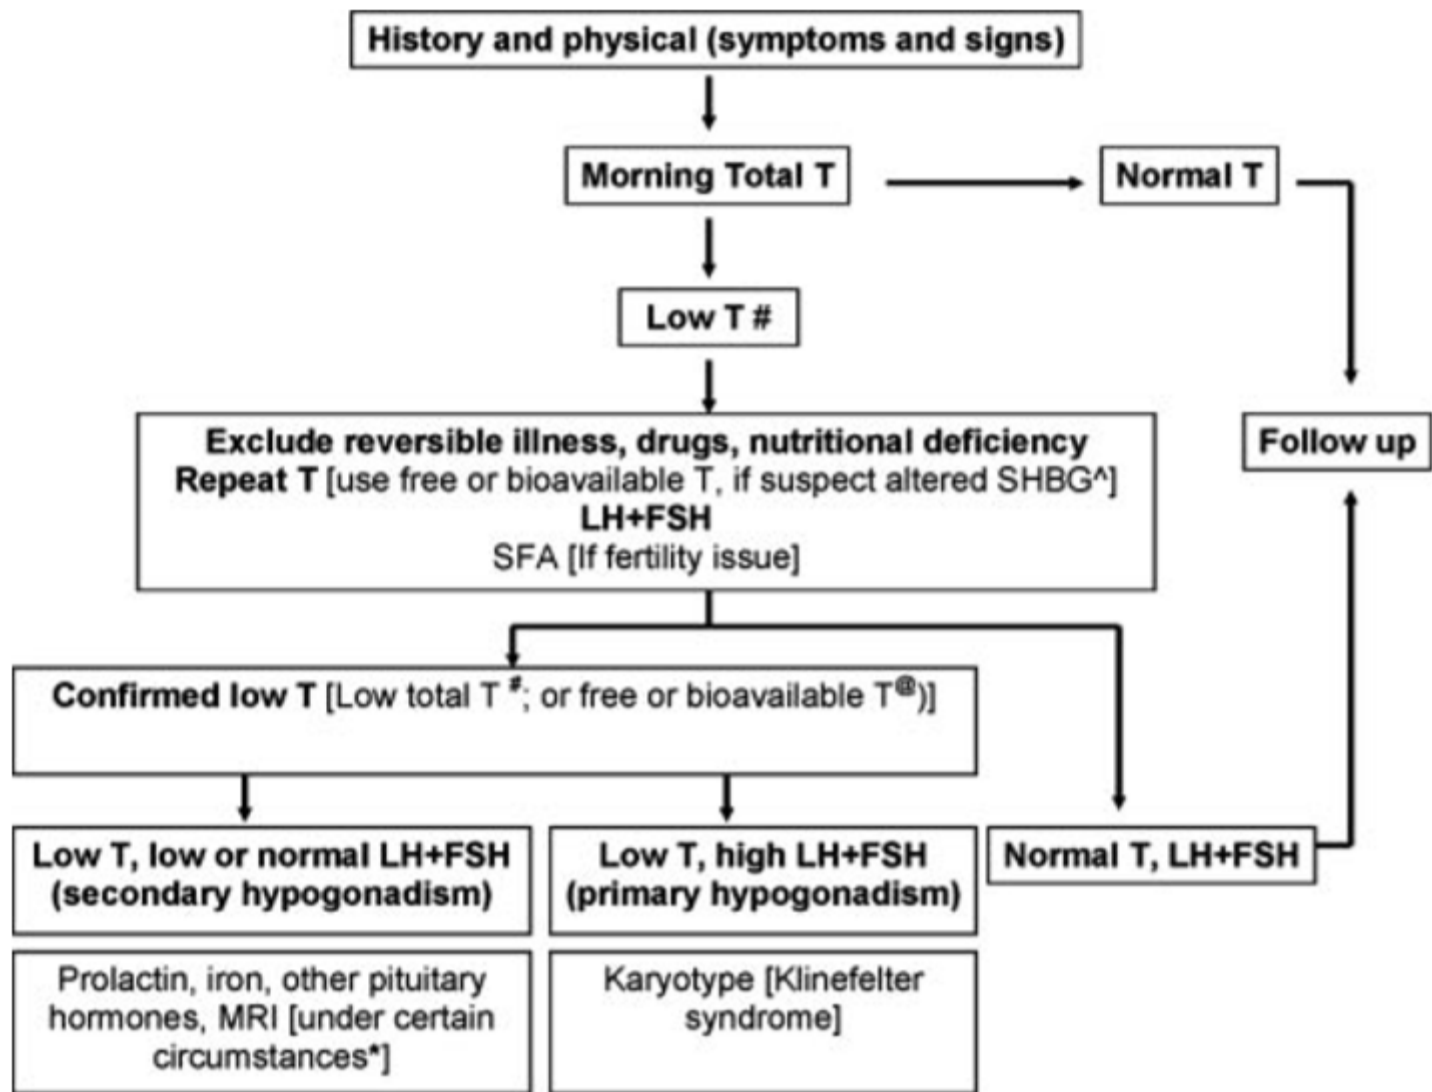 History and physical (symptoms and signs)
Morning Total T
Normal T
Low T #
Exclude reversible illness, drugs, nutritional deficiency
Repeat T [use free or bioavailable T, if suspect altered SHBG^]
LH+FSH
SFA [If fertility issue]
Follow up
Confirmed low T [Low total T #; or free or bioavailable T@)]
Low T, low or normal LH+FSH
(secondary hypogonadism)
Low T, high LH+FSH
(primary hypogonadism)
Normal T, LH+FSH
Prolactin, iron, other pituitary
hormones, MRI [under certain
circumstances*]
Karyotype [Klinefelter
syndrome]